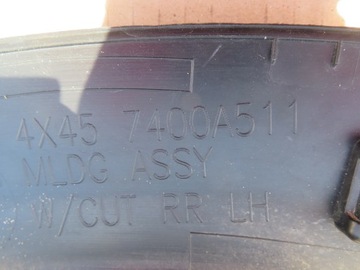 4X45 7400A511
MLDG ASSY
W/CUT RR LH